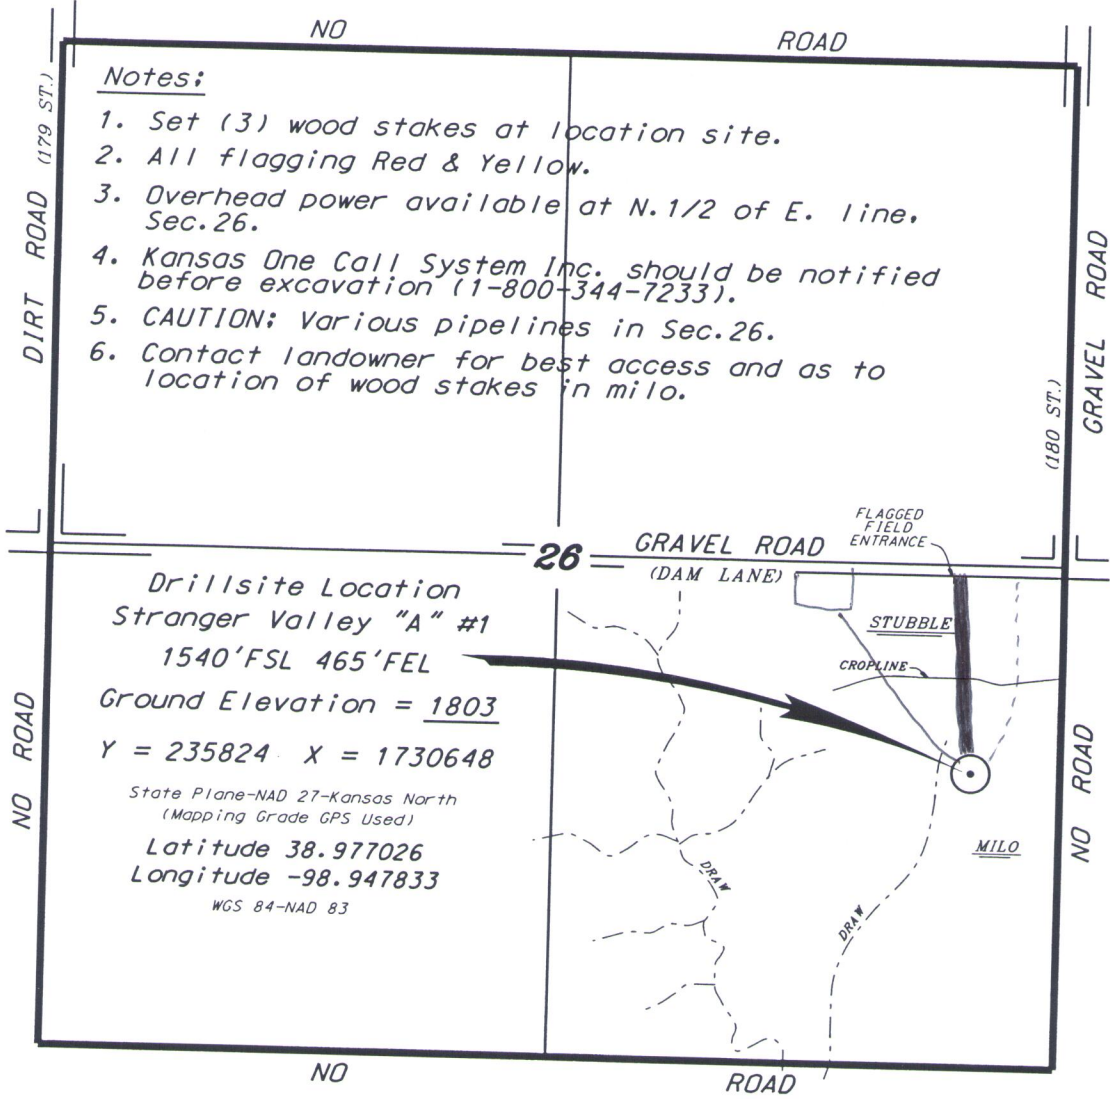 NO ROAD
Notes:
1. Set (3) wood stakes at location site.
2. All flagging Red & Yellow.
3. Overhead power available at N.1/2 of E. line,
Sec.26.
4. Kansas One Call System Inc. should be notified
before excavation (1-800-344-7233).
5. CAUTION: Various pipelines in Sec.26.
6. Contact landowner for best access and as to
location of wood stakes in milo.
DIRT ROAD (179 ST.)
GRAVEL ROAD
(180 ST.)
FLAGGED
FIELD
ENTRANCE
26
GRAVEL ROAD
(DAM LANE)
Drillsite Location
Stranger Valley "A" #1
1540'FSL 465'FEL
Ground Elevation = 1803
Y = 235824 X = 1730648
State Plane-NAD 27-Kansas North
(Mapping Grade GPS Used)
Latitude 38.977026
Longitude -98.947833
WGS 84-NAD 83
STUBBLE
CROPLINE
MILO
DRAW
DRAW
NO ROAD
NO ROAD
NO ROAD